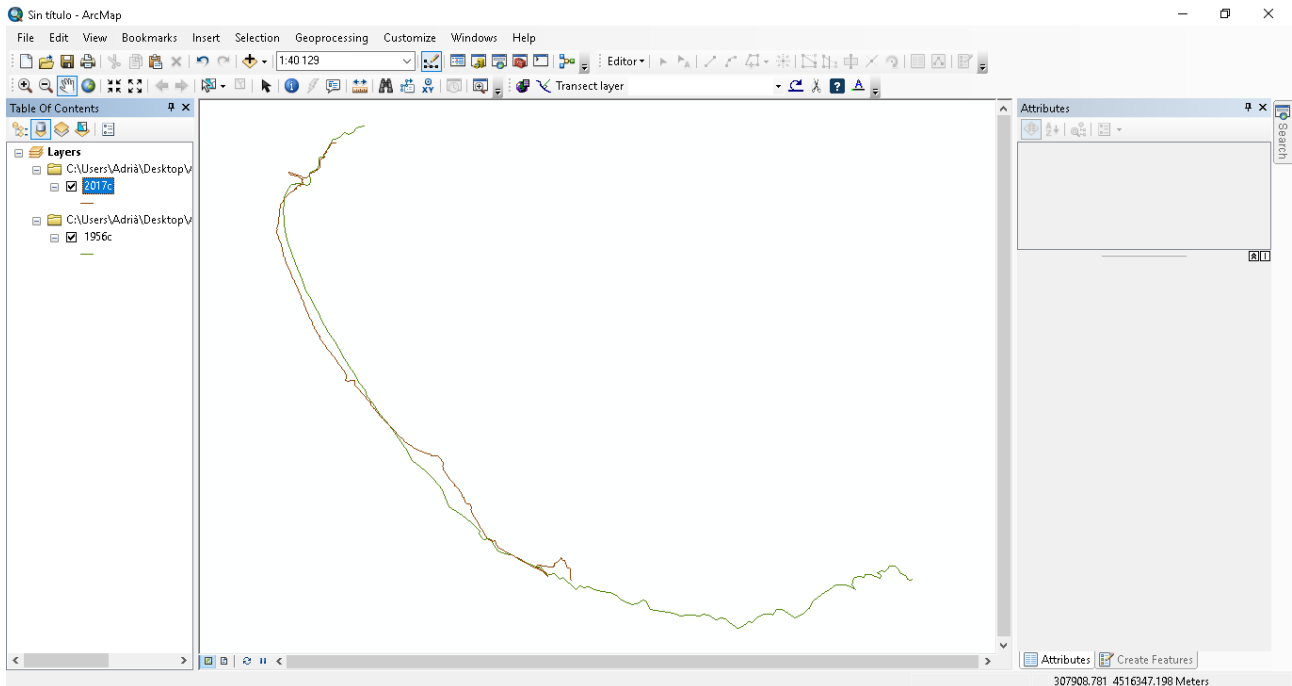 Sin título - ArcMap
File Edit View Bookmarks Insert Selection Geoprocessing Customize Windows Help
1:40 129
Editor
Transect layer
Table Of Contents
Layers
C:\Users\Adrià\Desktop\
2017c
C:\Users\Adrià\Desktop\
1956c
Attributes
Search
Attributes
Create Features
307908.781 4516347.198 Meters